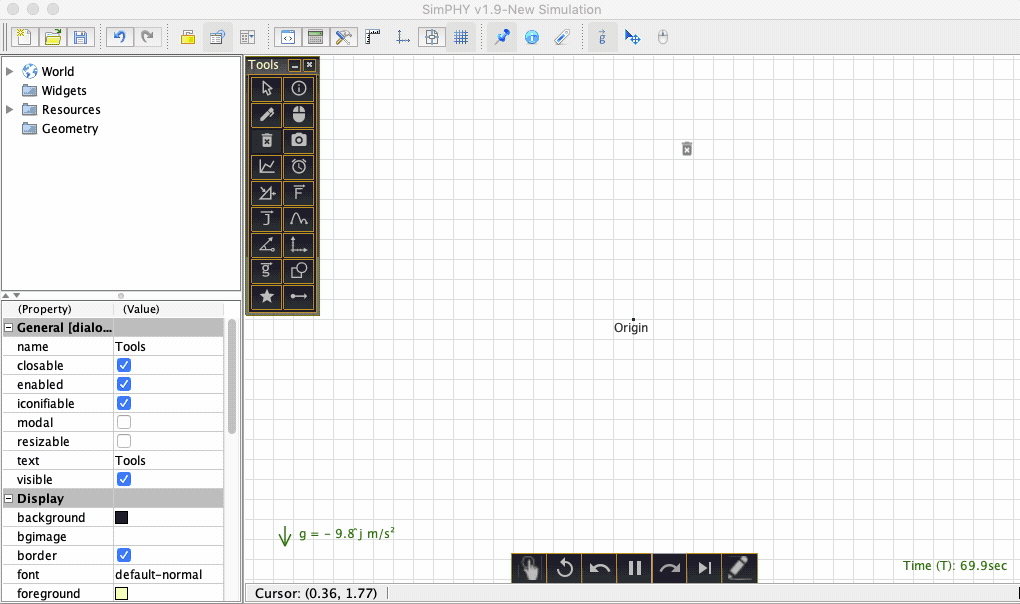 SimPHY v1.9-New Simulation
World
Widgets
Resources
Geometry
Tools
Origin
(Property) (Value)
General [dialo...
name Tools
closable
enabled
iconifiable
modal
resizable
text Tools
visible
Display
background
bgimage
border
font default-normal
foreground
g = − 9.8ĵ m/s²
Time (T): 69.9sec
Cursor: (0.36, 1.77)